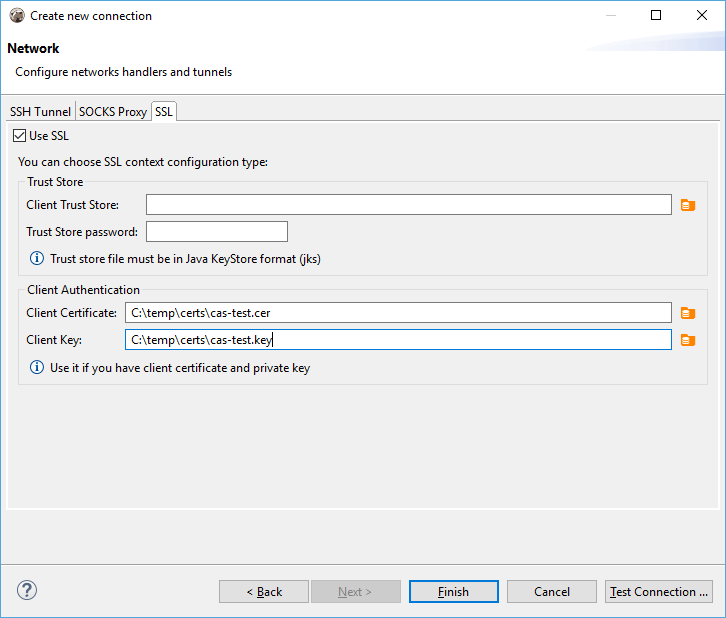 Create new connection
Network
Configure networks handlers and tunnels
SSH Tunnel SOCKS Proxy SSL
Use SSL
You can choose SSL context configuration type:
Trust Store
Client Trust Store:
Trust Store password:
Trust store file must be in Java KeyStore format (jks)
Client Authentication
Client Certificate: C:\temp\certs\cas-test.cer
Client Key: C:\temp\certs\cas-test.key
Use it if you have client certificate and private key
? < Back Next > Finish Cancel Test Connection ...